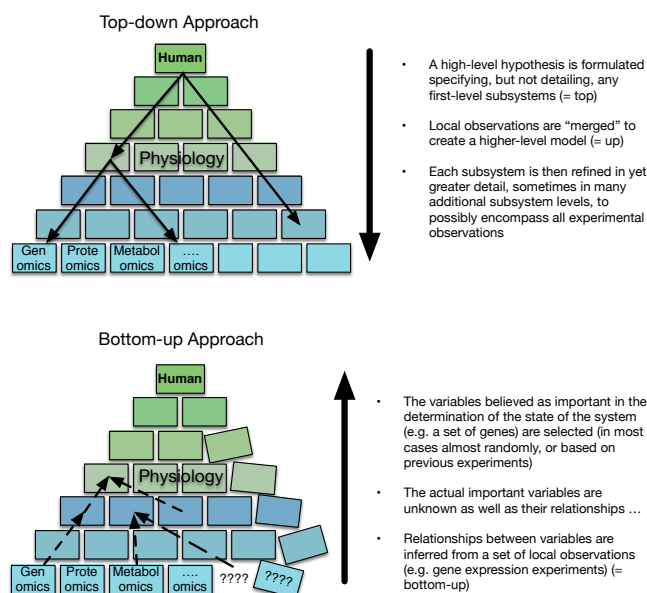 Top-down Approach
Human
Physiology
Gen
omics
Prote
omics
Metabol
omics
....
omics
• A high-level hypothesis is formulated
specifying, but not detailing, any
first-level subsystems (= top)
• Local observations are “merged” to
create a higher-level model (= up)
• Each subsystem is then refined in yet
greater detail, sometimes in many
additional subsystem levels, to
possibly encompass all experimental
observations
Bottom-up Approach
Human
Physiology
Gen
omics
Prote
omics
Metabol
omics
....
omics
????
????
• The variables believed as important in the
determination of the state of the system
(e.g. a set of genes) are selected (in most
cases almost randomly, or based on
previous experiments)
• The actual important variables are
unknown as well as their relationships ...
• Relationships between variables are
inferred from a set of local observations
(e.g. gene expression experiments) (=
bottom-up)